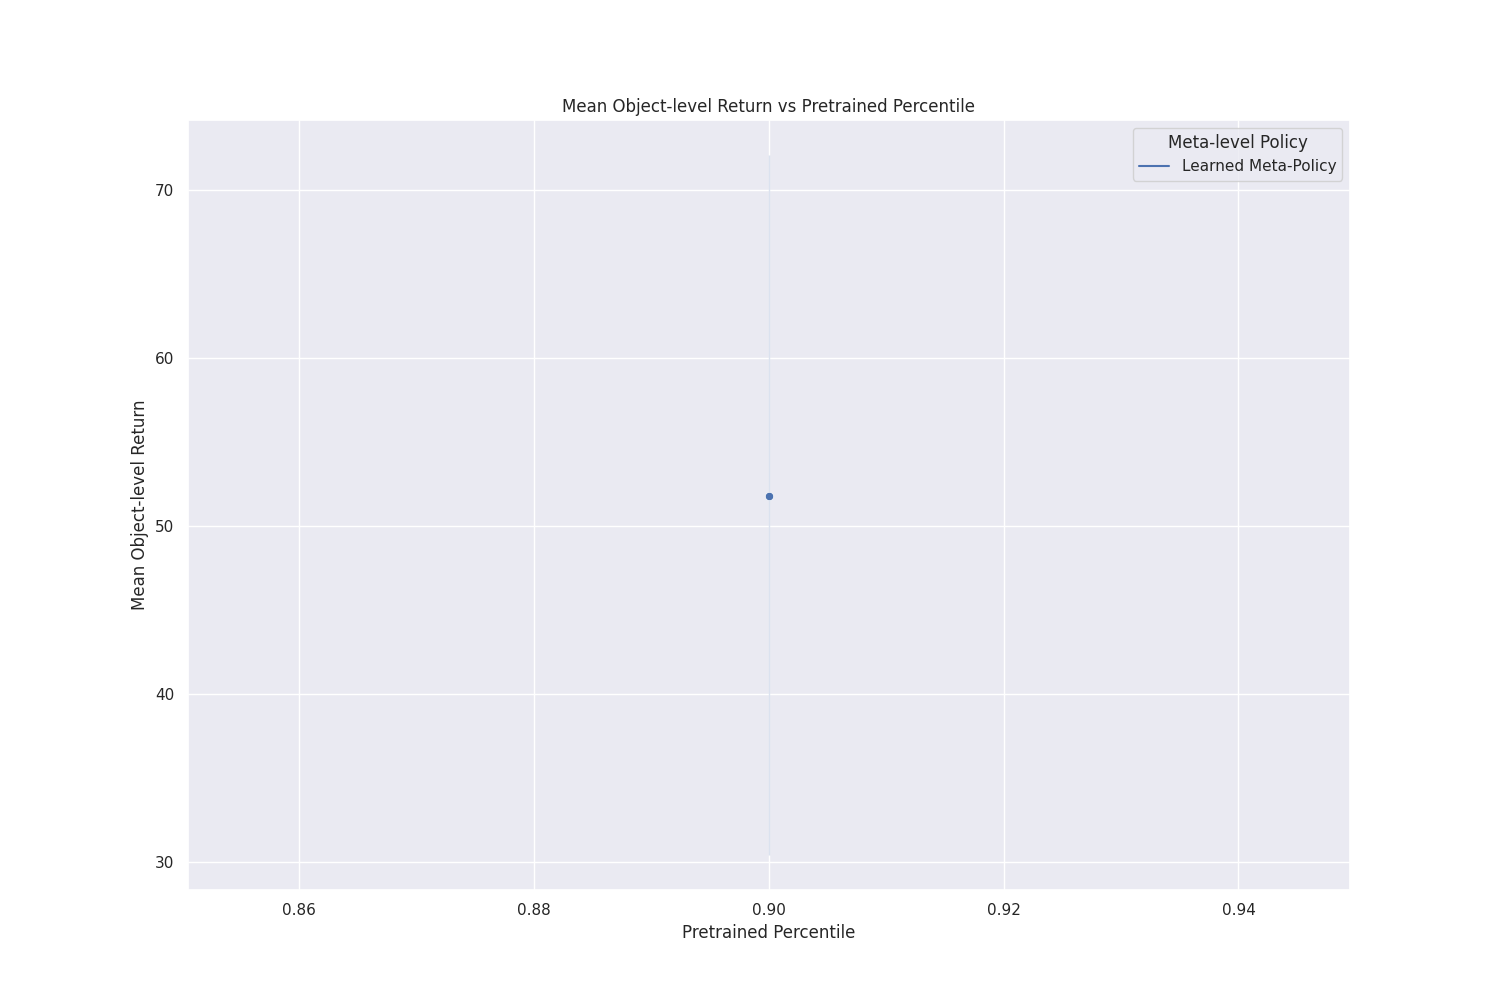 Mean Object-level Return vs Pretrained Percentile
Meta-level Policy
Learned Meta-Policy
Mean Object-level Return
70
60
50
40
30
0.86
0.88
0.90
0.92
0.94
Pretrained Percentile